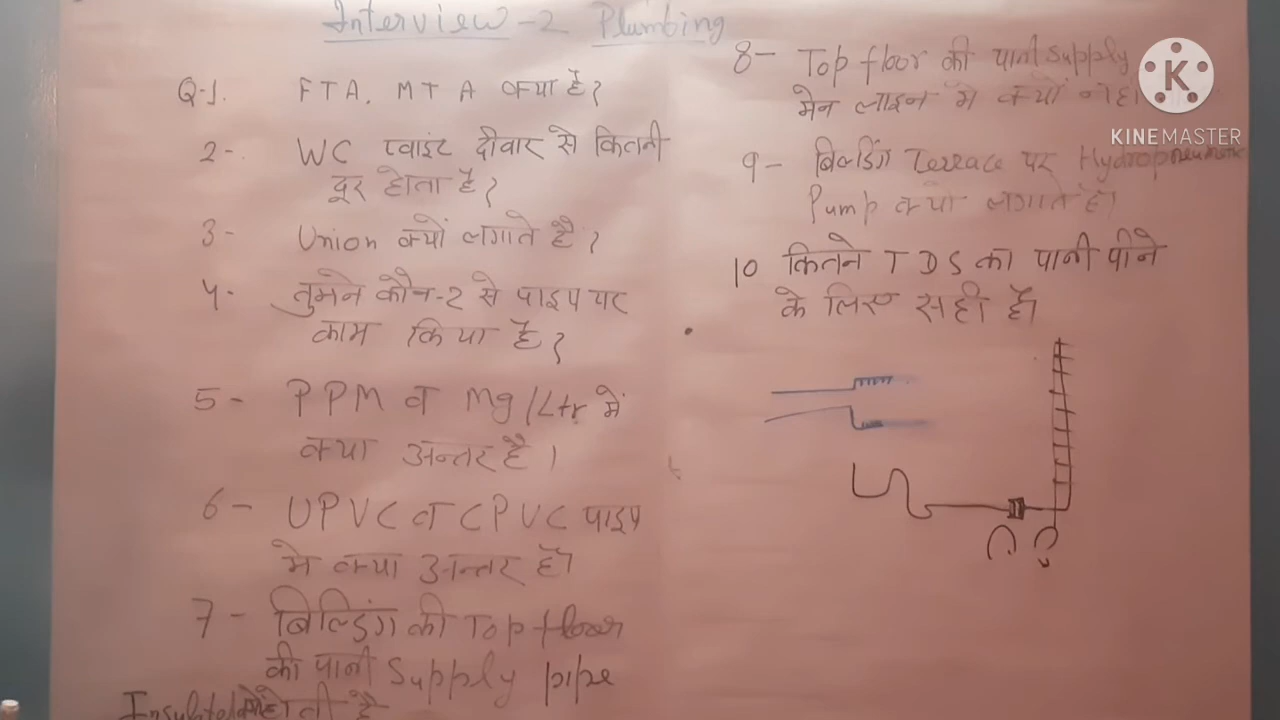 Interview-2 Plumbing
Q-1. FTA. MTA क्या है?
2-. WC प्वाइंट दीवार से कितनी
दूर होता है?
3- Union क्यों लगाते है?
4- तुमने कौन-2 से पाइप पर
काम किया है?
5- PPM व Mg/Ltr में
क्या अन्तर है।
6- UPVC व CPVC पाइप
मे क्या अन्तर है।
7- बिल्डिंग की Top floor
की पानी Supply pipe
होती है
8- Top floor की पानी Supply
मेन लाइन मे क्यों
9- बिल्डिंग Terrace पर Hydropneumatic
Pump क्यो लगाते है।
10 कितने TDS का पानी पीने
के लिए सही है।
K
KINEMASTER